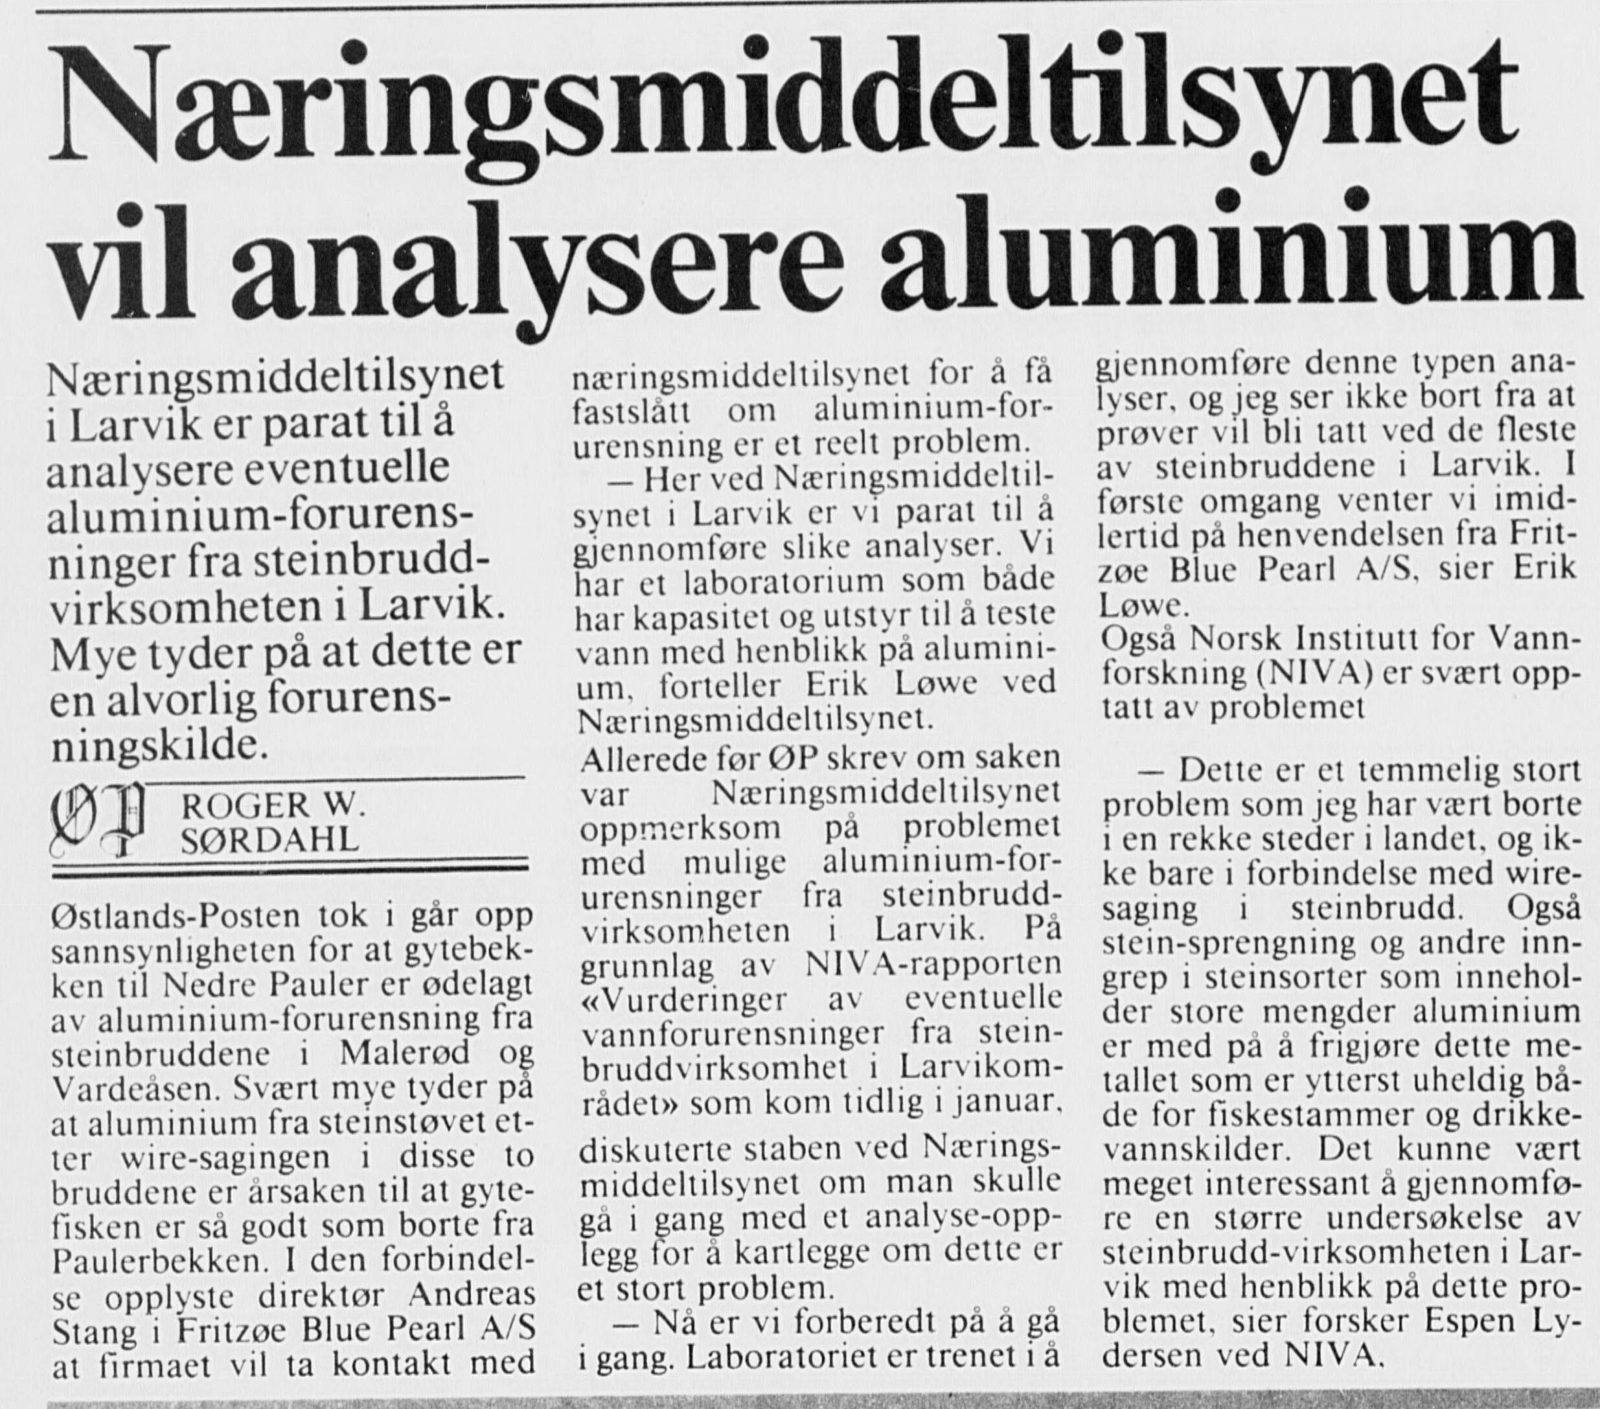 Næringsmiddeltilsynet
vil analysere aluminium
Næringsmiddeltilsynet
i Larvik er parat til å
analysere eventuelle
aluminium-forurens-
ninger fra steinbrudd-
virksomheten i Larvik.
Mye tyder på at dette er
en alvorlig forurens-
ningskilde.
ØP ROGER W.
SØRDAHL
Østlands-Posten tok i går opp
sannsynligheten for at gytebek-
ken til Nedre Pauler er ødelagt
av aluminium-forurensning fra
steinbruddene i Malerød og
Vardeåsen. Svært mye tyder på
at aluminium fra steinstøvet et-
ter wire-sagingen i disse to
bruddene er årsaken til at gyte-
fisken er så godt som borte fra
Paulerbekken. I den forbindel-
se opplyste direktør Andreas
Stang i Fritzøe Blue Pearl A/S
at firmaet vil ta kontakt med
næringsmiddeltilsynet for å få
fastslått om aluminium-for-
urensning er et reelt problem.
— Her ved Næringsmiddeltil-
synet i Larvik er vi parat til å
gjennomføre slike analyser. Vi
har et laboratorium som både
har kapasitet og utstyr til å teste
vann med henblikk på alumini-
um, forteller Erik Løwe ved
Næringsmiddeltilsynet.
Allerede før ØP skrev om saken
var Næringsmiddeltilsynet
oppmerksom på problemet
med mulige aluminium-for-
urensninger fra steinbrudd-
virksomheten i Larvik. På
grunnlag av NIVA-rapporten
«Vurderinger av eventuelle
vannforurensninger fra stein-
bruddvirksomhet i Larvikom-
rådet» som kom tidlig i januar,
diskuterte staben ved Nærings-
middeltilsynet om man skulle
gå i gang med et analyse-opp-
legg for å kartlegge om dette er
et stort problem.
— Nå er vi forberedt på å gå
i gang. Laboratoriet er trenet i å
gjennomføre denne typen ana-
lyser, og jeg ser ikke bort fra at
prøver vil bli tatt ved de fleste
av steinbruddene i Larvik. I
første omgang venter vi imid-
lertid på henvendelsen fra Frit-
zøe Blue Pearl A/S, sier Erik
Løwe.
Også Norsk Institutt for Vann-
forskning (NIVA) er svært opp-
tatt av problemet
— Dette er et temmelig stort
problem som jeg har vært borte
i en rekke steder i landet, og ik-
ke bare i forbindelse med wire-
saging i steinbrudd. Også
stein-sprengning og andre inn-
grep i steinsorter som innehol-
der store mengder aluminium
er med på å frigjøre dette me-
tallet som er ytterst uheldig bå-
de for fiskestammer og drikke-
vannskilder. Det kunne vært
meget interessant å gjennomfø-
re en større undersøkelse av
steinbrudd-virksomheten i Lar-
vik med henblikk på dette pro-
blemet, sier forsker Espen Ly-
dersen ved NIVA.